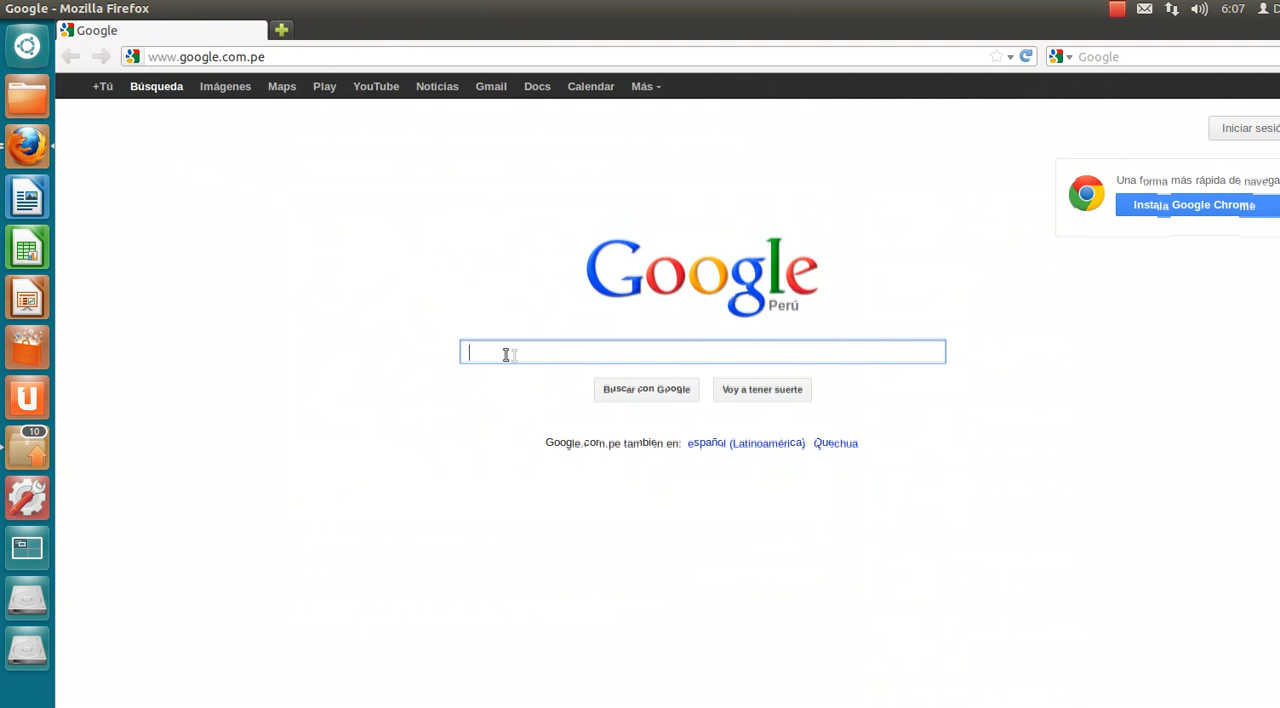 Google - Mozilla Firefox
6:07
Google
www.google.com.pe
Google
+Tú Búsqueda Imágenes Maps Play YouTube Noticias Gmail Docs Calendar Más
Iniciar sesió
Una forma más rápida de navega
Instala Google Chrome
Google
Perú
Buscar con Google Voy a tener suerte
Google.com.pe también en: español (Latinoamérica) Quechua
10